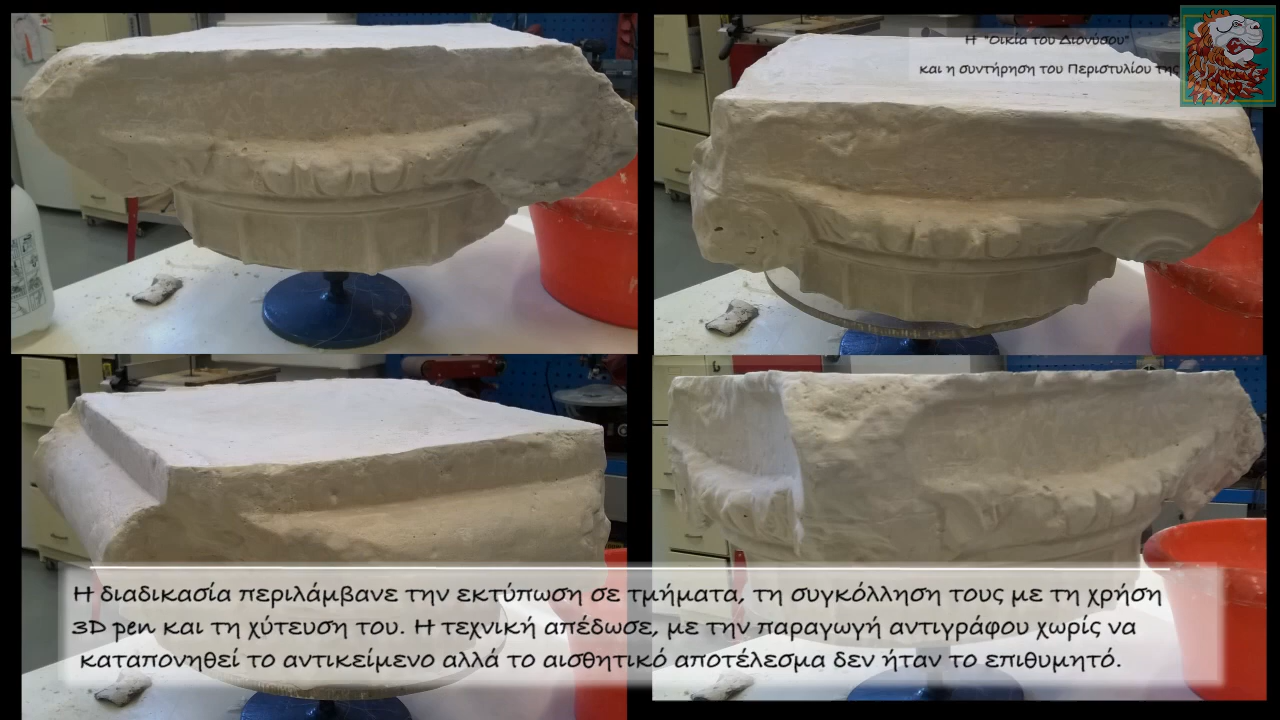 Η "Οικία του Διονύσου"
και η συντήρηση του Περιστυλίου της
Η διαδικασία περιλάμβανε την εκτύπωση σε τμήματα, τη συγκόλληση τους με τη χρήση
3D pen και τη χύτευση του. Η τεχνική απέδωσε, με την παραγωγή αντιγράφου χωρίς να
καταπονηθεί το αντικείμενο αλλά το αισθητικό αποτέλεσμα δεν ήταν το επιθυμητό.